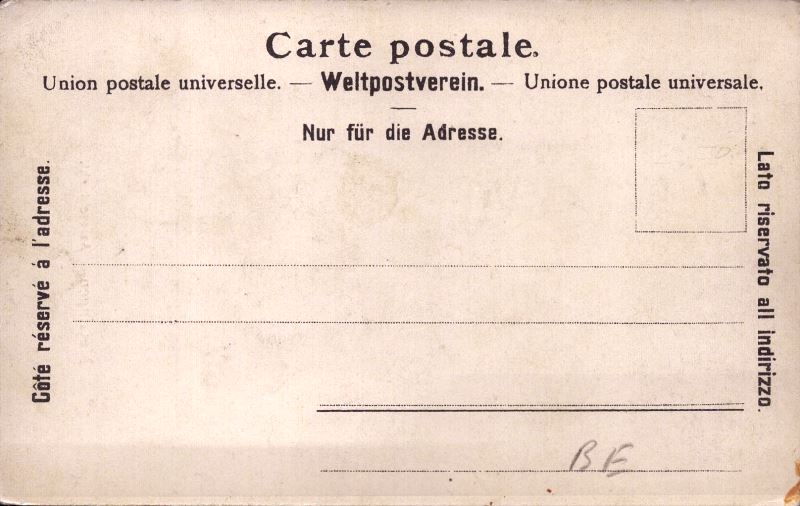 Carte postale.
Union postale universelle. — Weltpostverein. — Unione postale universale.
Nur für die Adresse.
Côté réservé á l'adresse.
Lato riservato all indirizzo.
BE